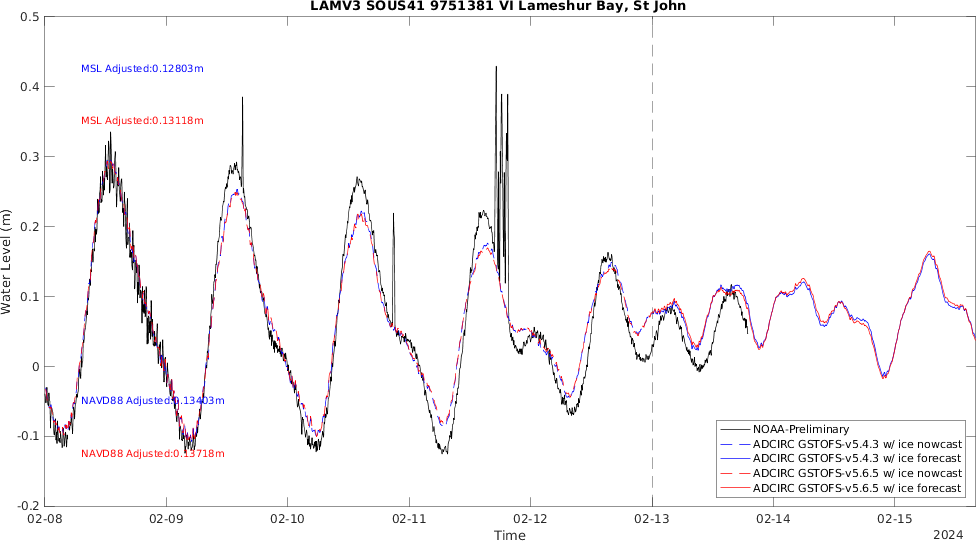 LAMV3 SOUS41 9751381 VI Lameshur Bay, St John
0.5
0.4
0.3
0.2
0.1
0
-0.1
-0.2
Water Level (m)
MSL Adjusted:0.12803m
MSL Adjusted:0.13118m
NAVD88 Adjusted:0.13403m
NAVD88 Adjusted:0.13718m
NOAA-Preliminary
ADCIRC GSTOFS-v5.4.3 w/ ice nowcast
ADCIRC GSTOFS-v5.4.3 w/ ice forecast
ADCIRC GSTOFS-v5.6.5 w/ ice nowcast
ADCIRC GSTOFS-v5.6.5 w/ ice forecast
02-08 02-09 02-10 02-11 02-12 02-13 02-14 02-15
Time
2024